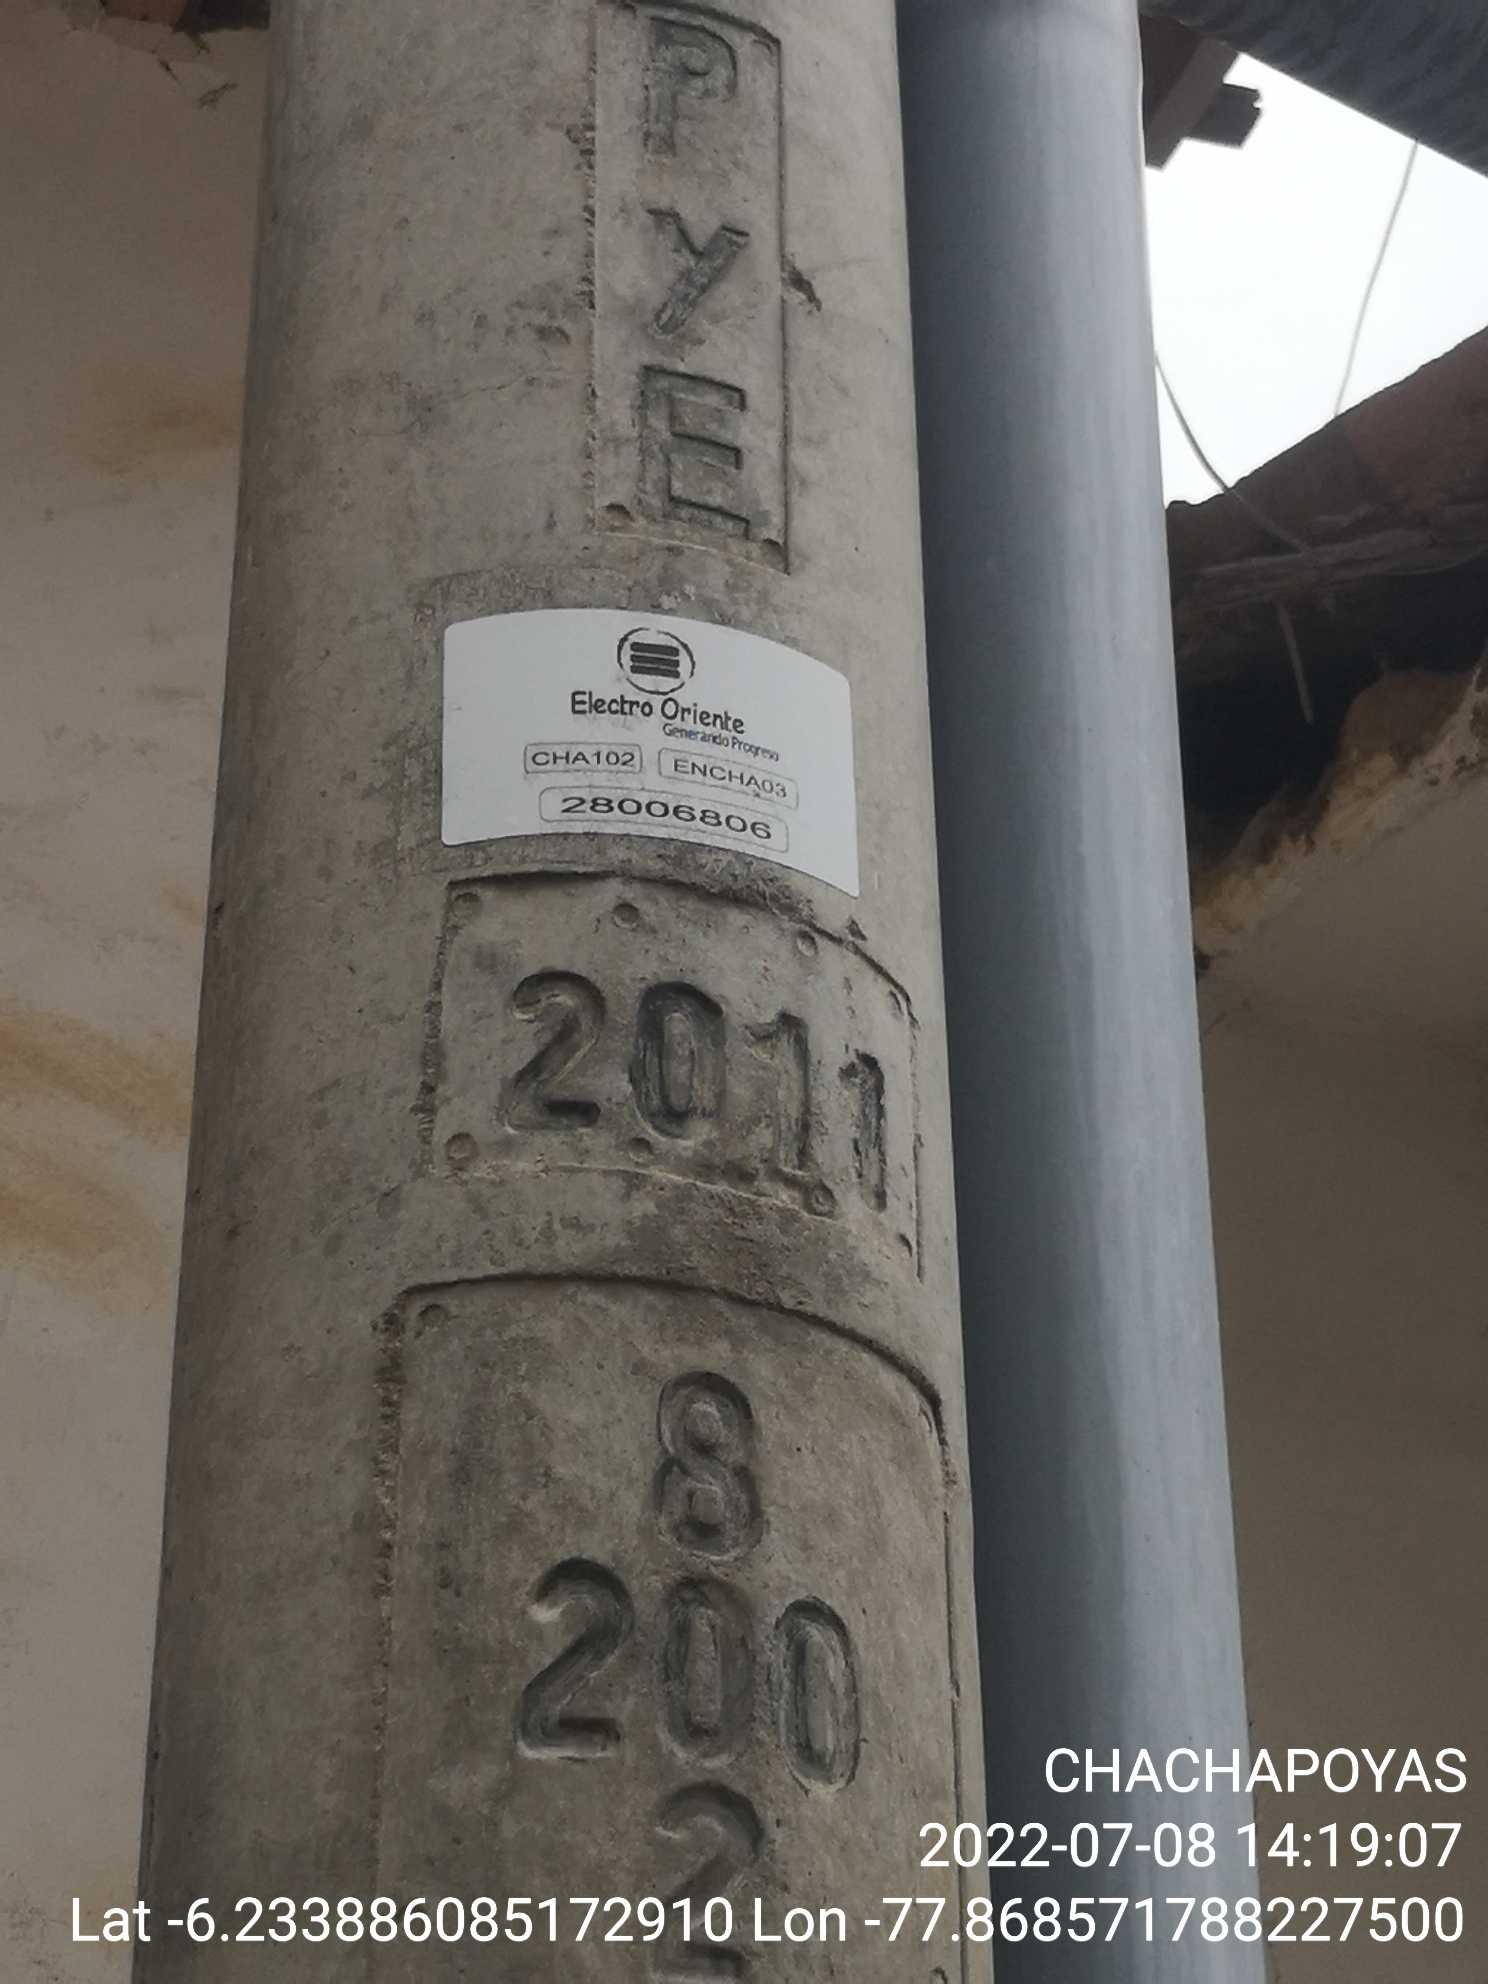 P
Y
E
Electro Oriente
Generando Progreso
CHA102 ENCHA03
28006806
2011
8
200
2
CHACHAPOYAS
2022-07-08 14:19:07
Lat -6.233886085172910 Lon -77.868571788227500